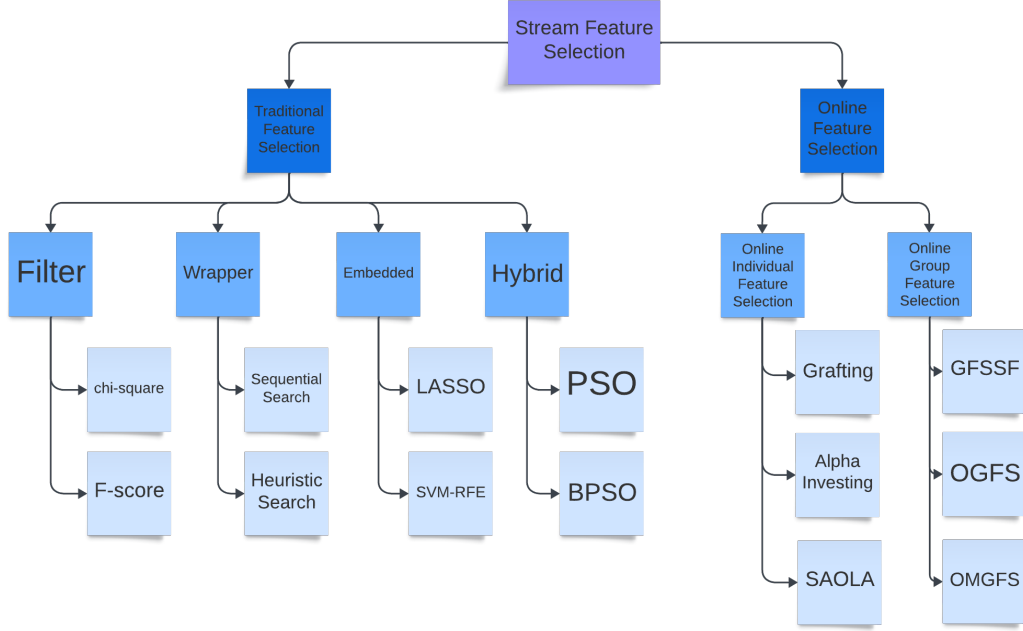 Stream Feature
Selection
Traditional
Feature
Selection
Online
Feature
Selection
Filter
Wrapper
Embedded
Hybrid
Online
Individual
Feature
Selection
Online
Group
Feature
Selection
chi-square
Sequential
Search
LASSO
PSO
Grafting
GFSSF
F-score
Heuristic
Search
SVM-RFE
BPSO
Alpha
Investing
OGFS
SAOLA
OMGFS